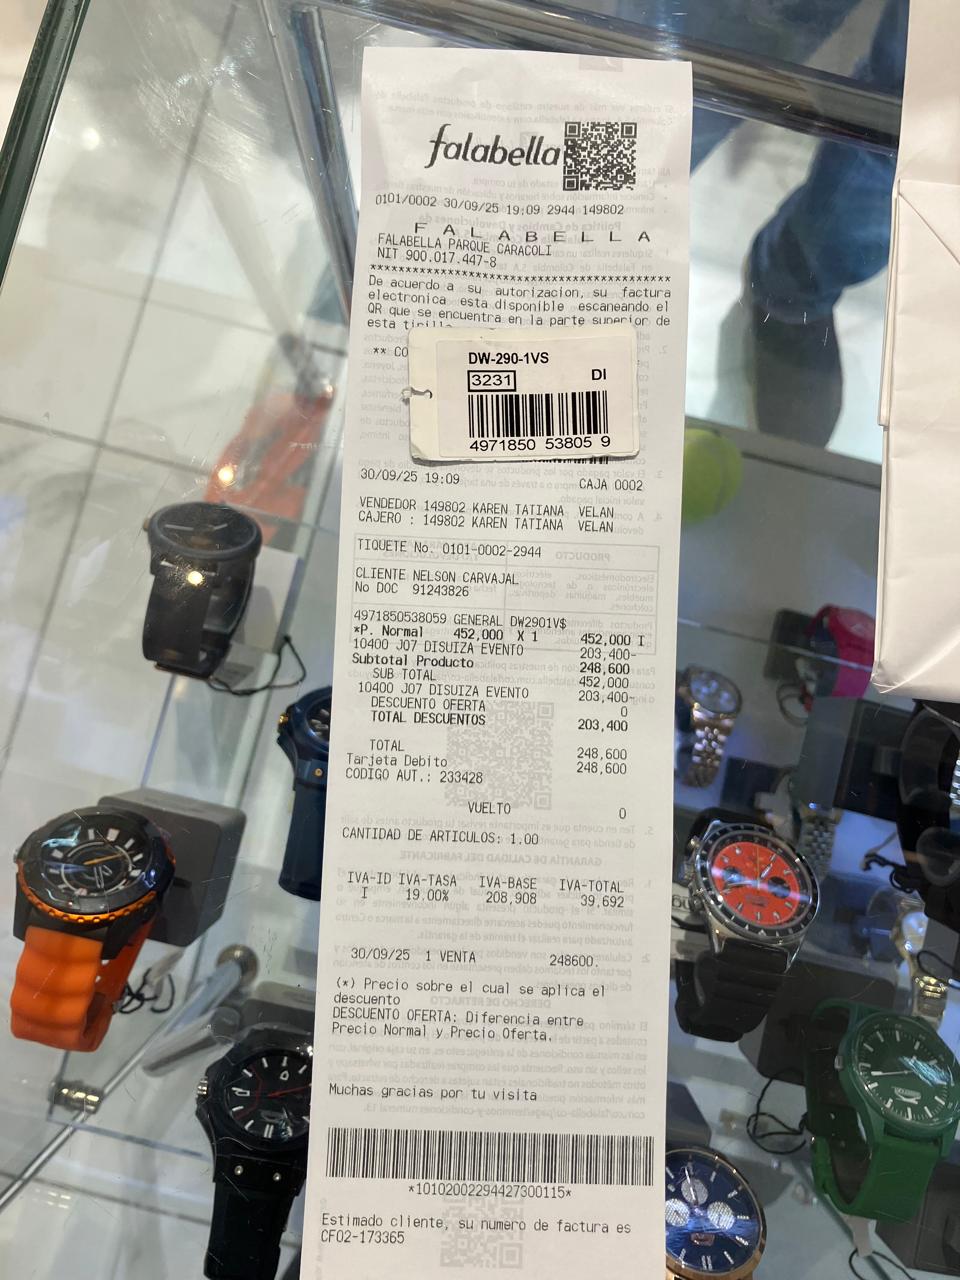 falabella
0101/0002 30/09/25 19:09 2944 149802
F A L A B E L L A
FALABELLA PARQUE CARACOLI
NIT 900.017.447-8
******************************************
De acuerdo a su autorizacion, su factura
electronica esta disponible escaneando el
QR que se encuentra en la parte superior de
esta
** CO
DW-290-1VS
3231 DI
4971850 53805 9
30/09/25 19:09 CAJA 0002
VENDEDOR 149802 KAREN TATIANA VELAN
CAJERO : 149802 KAREN TATIANA VELAN
TIQUETE No. 0101-0002-2944
CLIENTE NELSON CARVAJAL
No DOC 91243826
4971850538059 GENERAL DW2901V$
*P. Normal 452,000 X 1 452,000 I
10400 J07 DISUIZA EVENTO 203,400-
Subtotal Producto 248,600
SUB TOTAL 452,000
10400 J07 DISUIZA EVENTO 203,400-
DESCUENTO OFERTA 0
TOTAL DESCUENTOS 203,400
TOTAL 248,600
Tarjeta Debito 248,600
CODIGO AUT.: 233428
VUELTO 0
CANTIDAD DE ARTICULOS: 1.00
IVA-ID IVA-TASA IVA-BASE IVA-TOTAL
19,00% 208,908 39,692
30/09/25 1 VENTA 248600.
(*) Precio sobre el cual se aplica el
descuento
DESCUENTO OFERTA: Diferencia entre
Precio Normal y Precio Oferta.
Muchas gracias por tu visita
*10102002294427300115*
Estimado cliente, su numero de factura es
CF02-173365